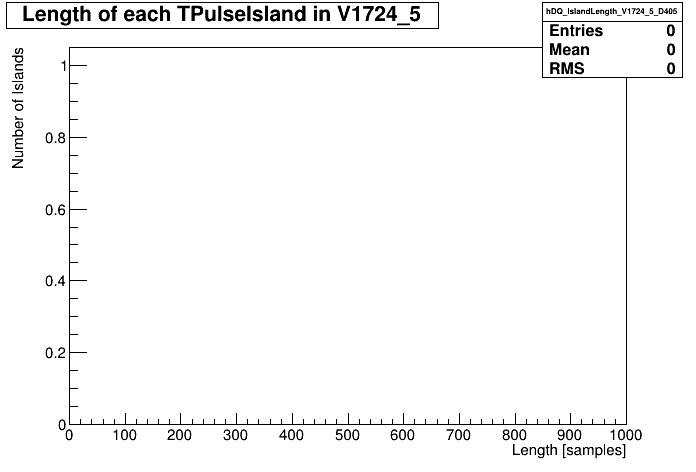 Length of each TPulseIsland in V1724_5
hDQ_IslandLength_V1724_5_D405
Entries 0
Mean 0
RMS 0
Number of Islands
1
0.8
0.6
0.4
0.2
0
0 100 200 300 400 500 600 700 800 900 1000
Length [samples]